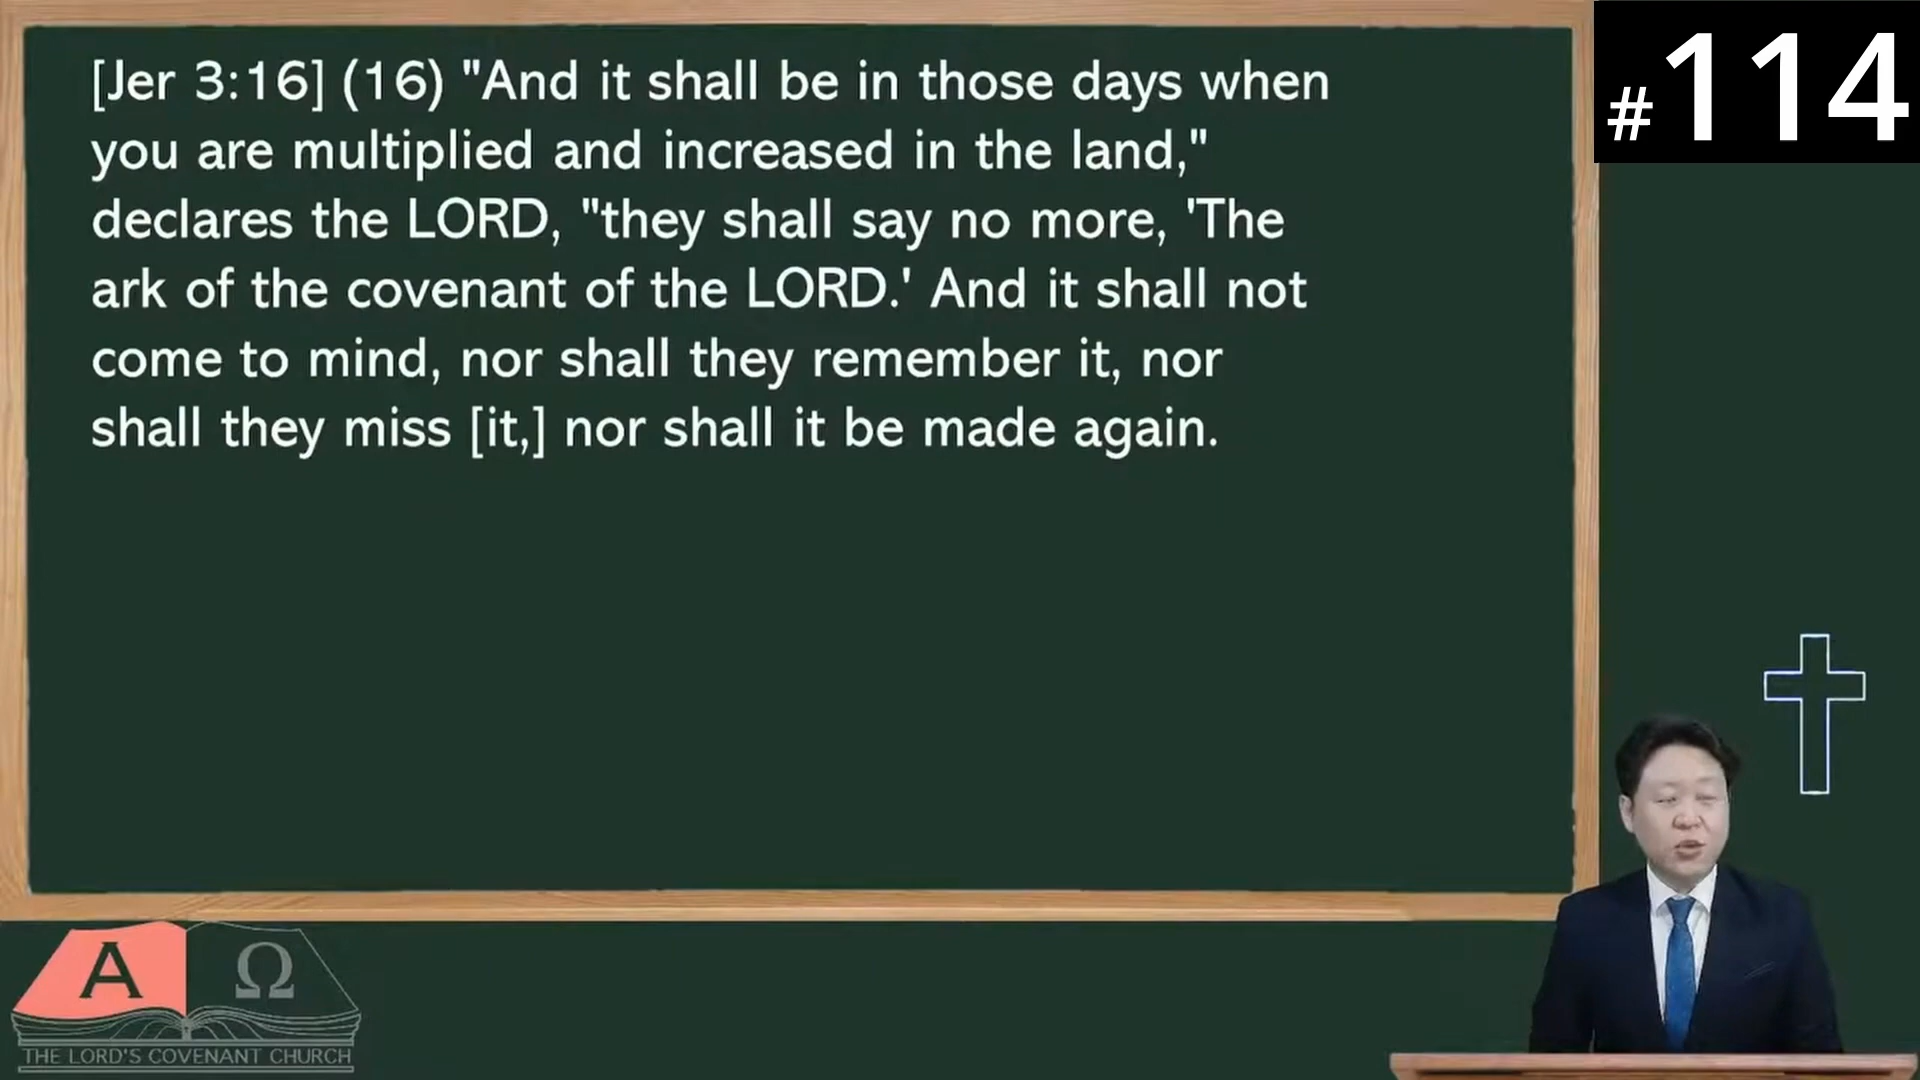 [Jer 3:16] (16) "And it shall be in those days when
you are multiplied and increased in the land,"
declares the LORD, "they shall say no more, 'The
ark of the covenant of the LORD.' And it shall not
come to mind, nor shall they remember it, nor
shall they miss [it,] nor shall it be made again.
#114
Α Ω
THE LORD'S COVENANT CHURCH